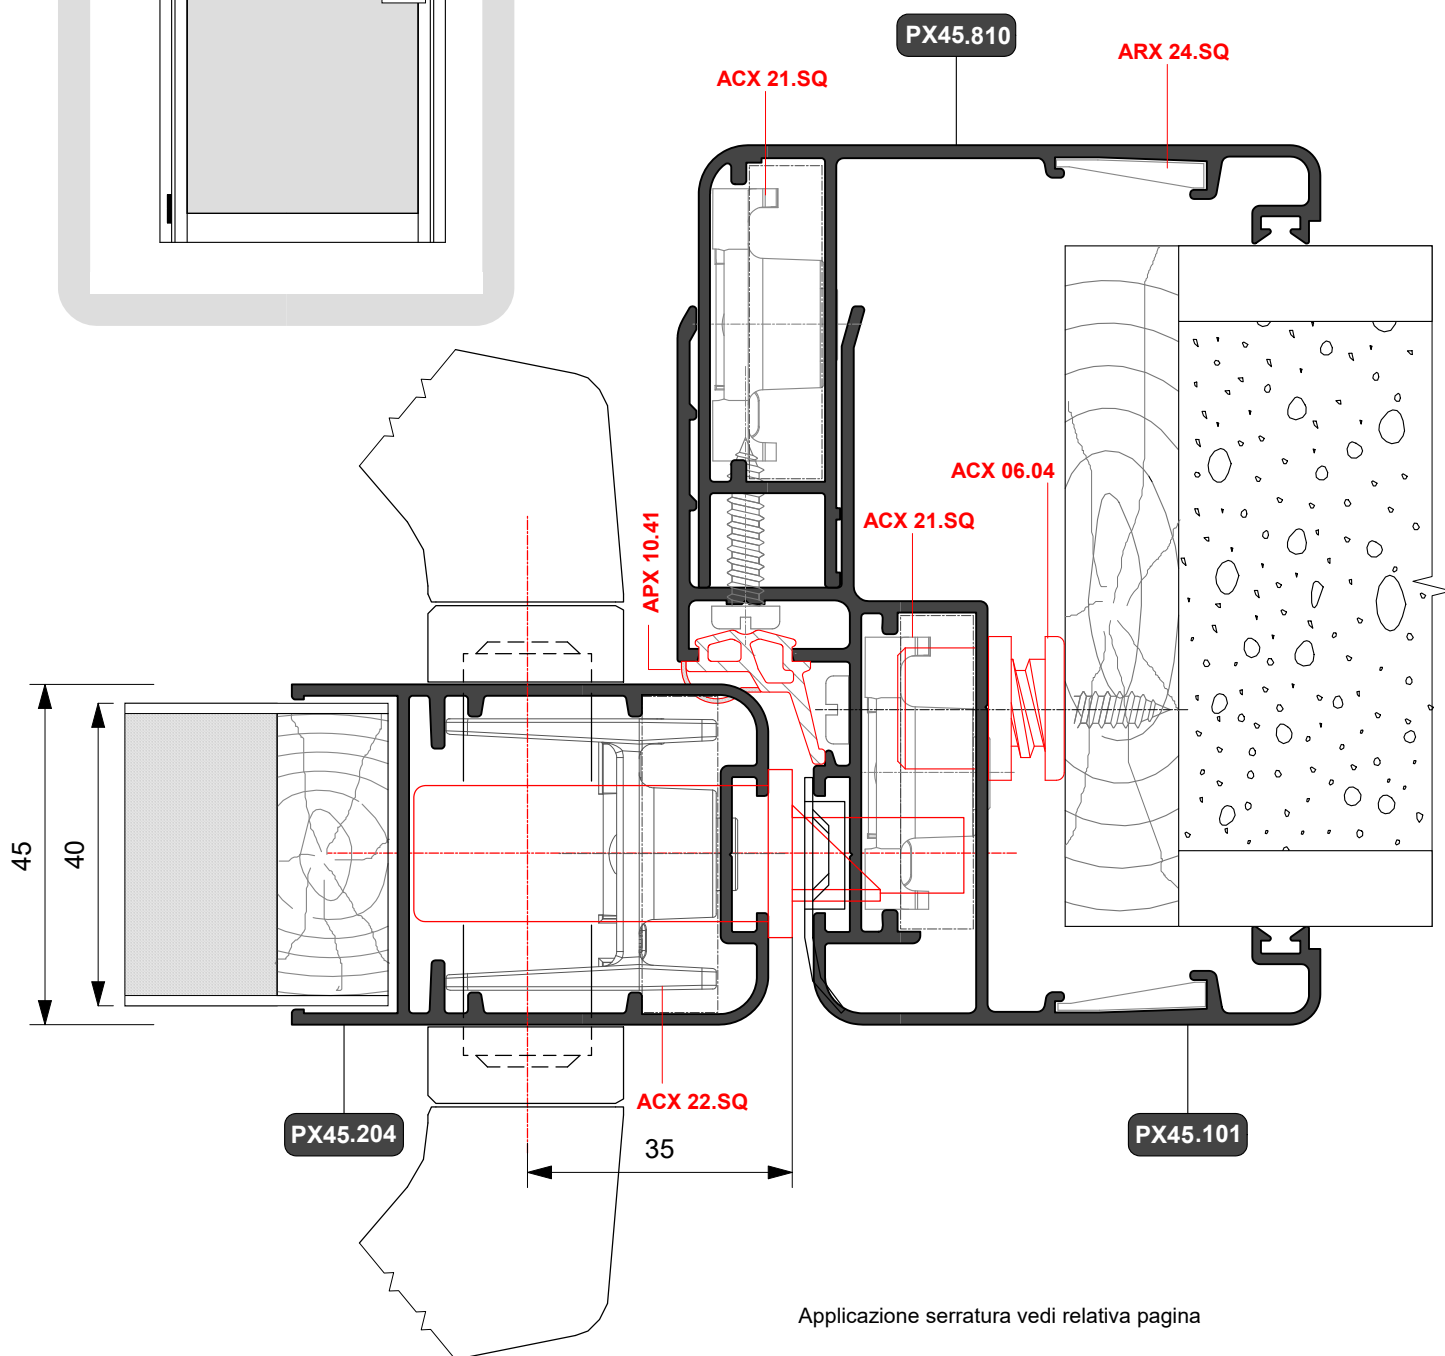 PX45.810
ARX 24.SQ
ACX 21.SQ
ACX 06.04
ACX 21.SQ
APX 10.41
45
40
ACX 22.SQ
PX45.204
35
PX45.101
Applicazione serratura vedi relativa pagina